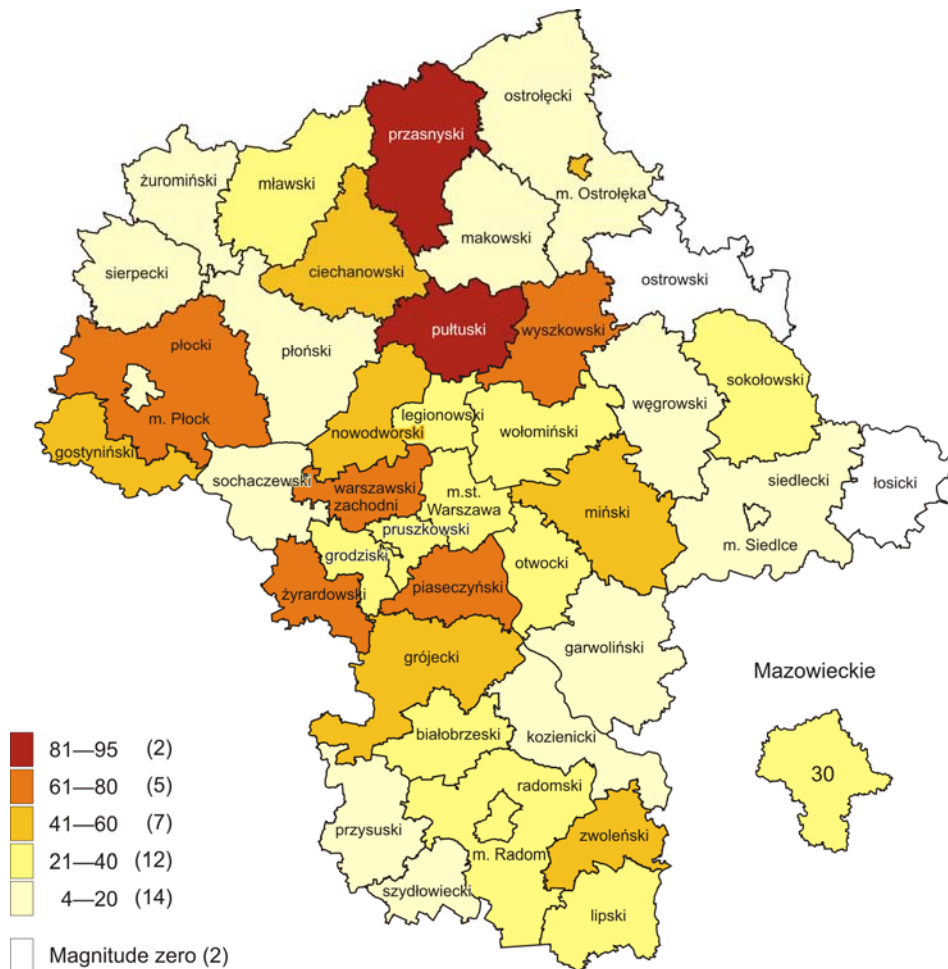 ostrołęcki
przasnyski
m. Ostrołęka
żuromiński
mławski
makowski
sierpecki
ciechanowski
ostrowski
pułtuski
wyszkowski
płocki
płoński
sokołowski
m. Płock
legionowski
węgrowski
nowodworski
wołomiński
gostyniński
sochaczewski
warszawski
zachodni
m.st.
Warszawa
siedlecki
łosicki
miński
pruszkowski
m. Siedlce
grodziski
otwocki
żyrardowski
piaseczyński
garwoliński
grójecki
Mazowieckie
30
białobrzeski
kozienicki
radomski
przysuski
zwoleński
m. Radom
szydłowiecki
lipski
81—95 (2)
61—80 (5)
41—60 (7)
21—40 (12)
4—20 (14)
Magnitude zero (2)